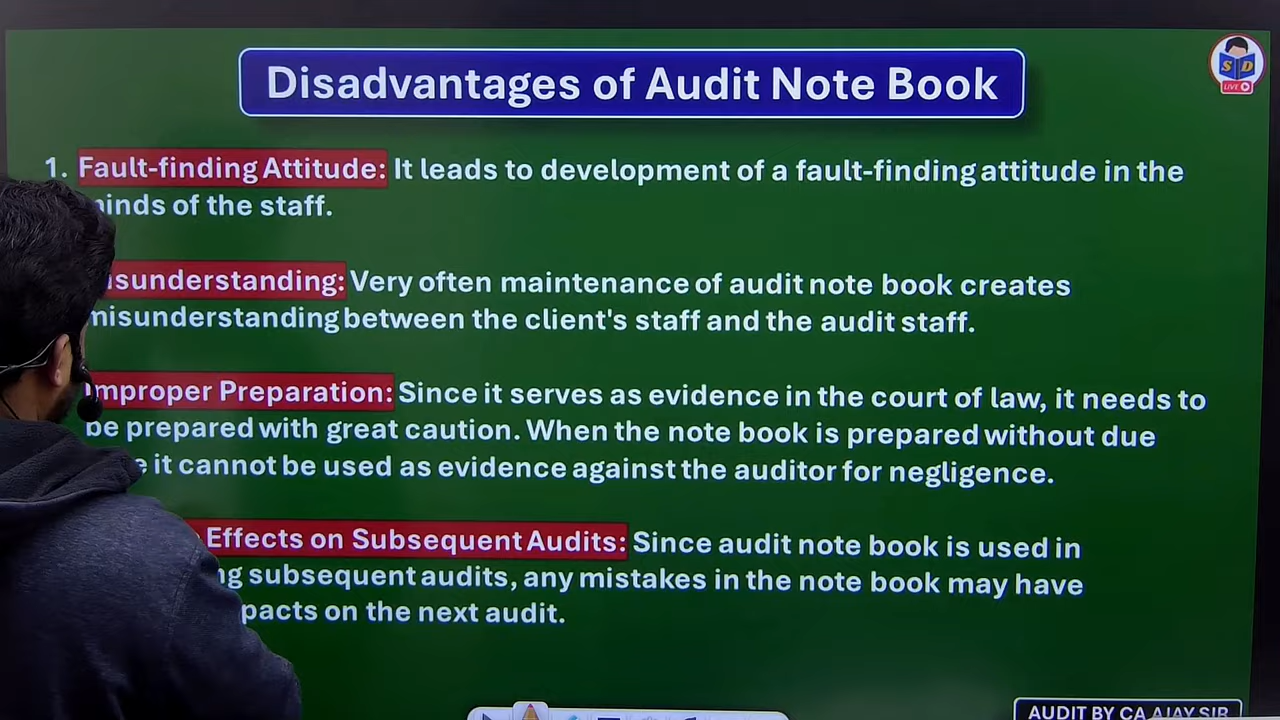 Disadvantages of Audit Note Book
S D
LIVE
1. Fault-finding Attitude: It leads to development of a fault-finding attitude in the
minds of the staff.
Misunderstanding: Very often maintenance of audit note book creates
misunderstanding between the client's staff and the audit staff.
Improper Preparation: Since it serves as evidence in the court of law, it needs to
be prepared with great caution. When the note book is prepared without due
it cannot be used as evidence against the auditor for negligence.
Effects on Subsequent Audits: Since audit note book is used in
subsequent audits, any mistakes in the note book may have
on the next audit.
AUDIT BY CA AJAY SIR